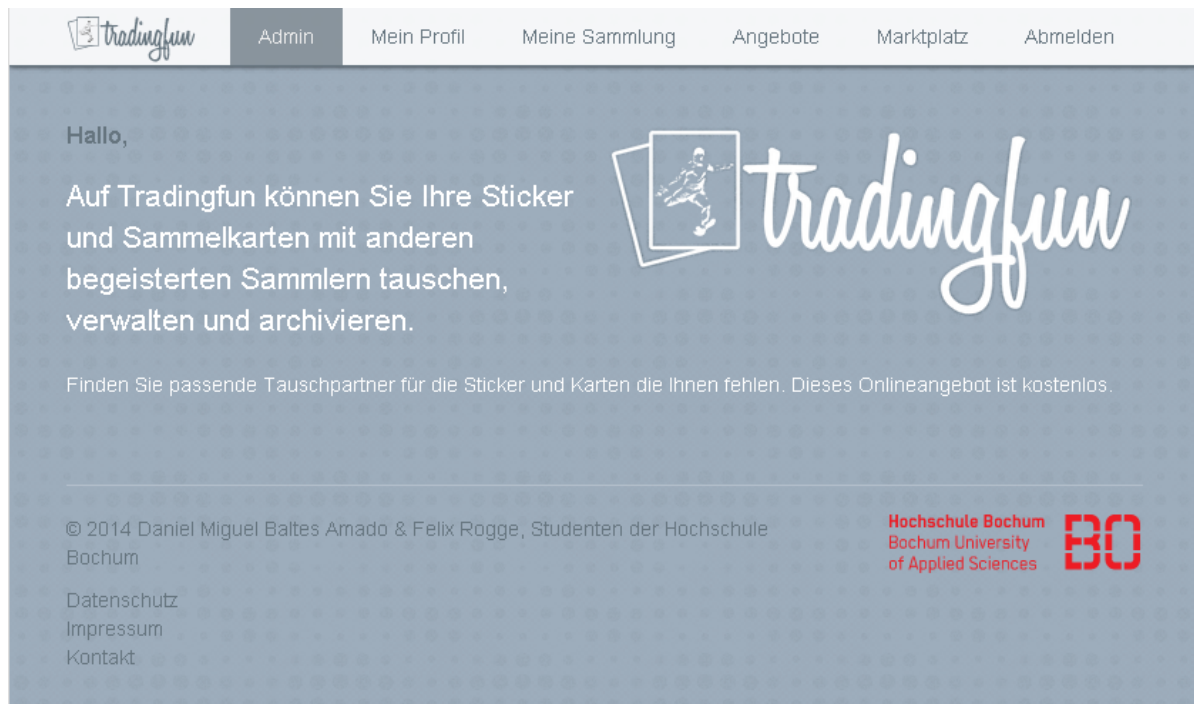 tradingfun Admin Mein Profil Meine Sammlung Angebote Marktplatz Abmelden
Hallo,
Auf Tradingfun können Sie Ihre Sticker
und Sammelkarten mit anderen
begeisterten Sammlern tauschen,
verwalten und archivieren.
tradingfun
Finden Sie passende Tauschpartner für die Sticker und Karten die Ihnen fehlen. Dieses Onlineangebot ist kostenlos.
© 2014 Daniel Miguel Baltes Amado & Felix Rogge, Studenten der Hochschule
Bochum
Datenschutz
Impressum
Kontakt
Hochschule Bochum
Bochum University
of Applied Sciences
BO